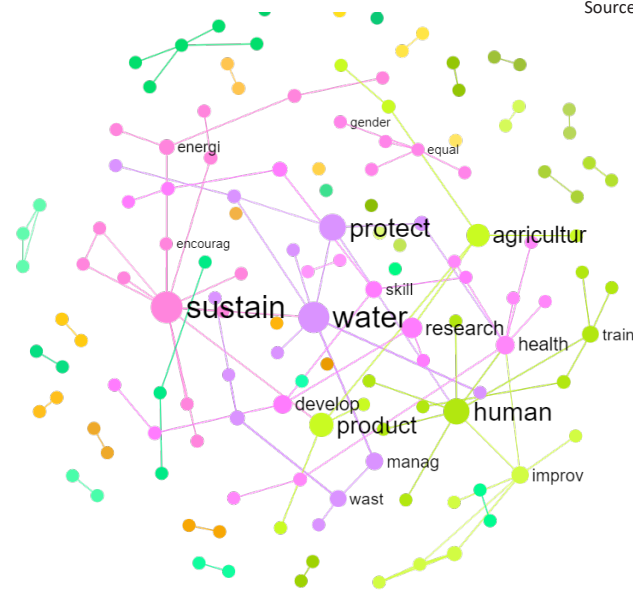 Source
gender
energi
equal
protect
agricultur
encourag
skill
sustain
water
research
health
train
develop
human
product
manag
improv
wast